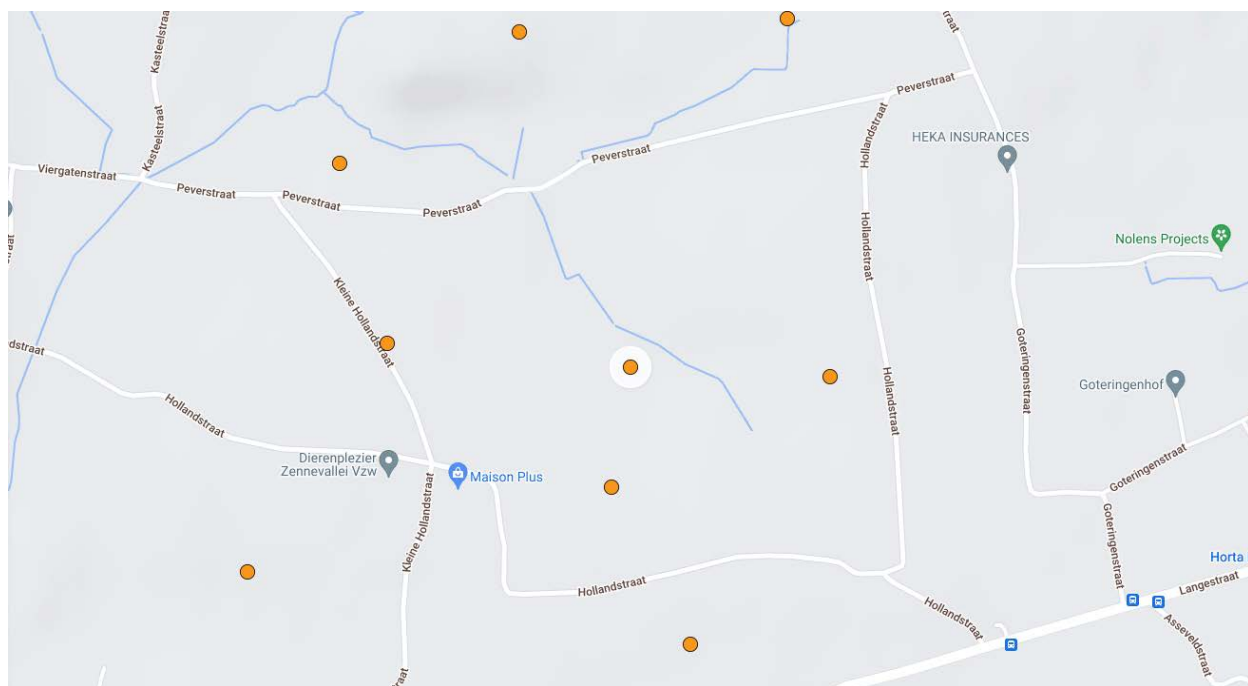 Kasteelstraat
Kasteelstraat
Viergatenstraat
Peverstraat
Peverstraat
Peverstraat
Peverstraat
Peverstraat
Hollandstraat
HEKA INSURANCES
Hollandstraat
Nolens Projects
Kleine Hollandstraat
Goteringenstraat
Hollandstraat
Goteringenhof
Hollandstraat
Dierenplezier
Zennevallei Vzw
Maison Plus
Goteringenstraat
Kleine Hollandstraat
Goteringenstraat
Horta
Hollandstraat
Langestraat
Hollandstraat
Asseveldstraat